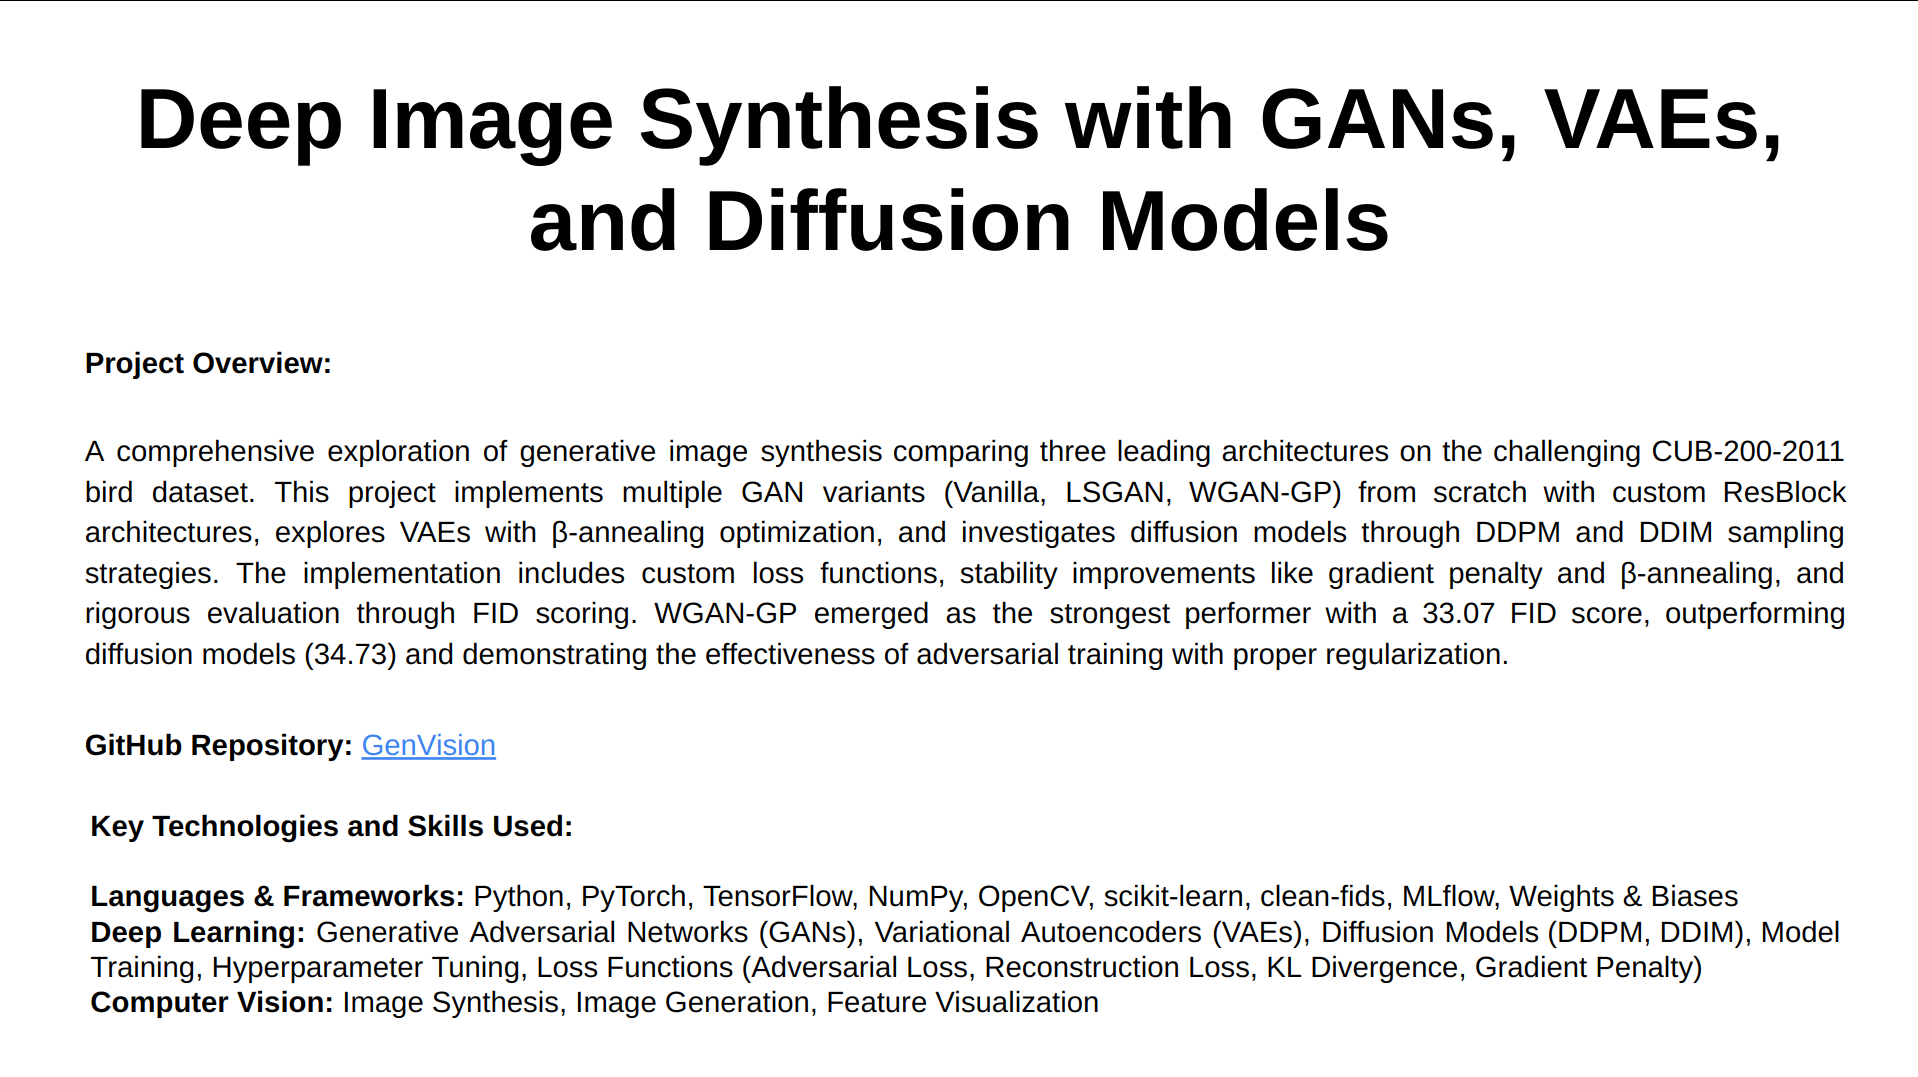 Deep Image Synthesis with GANs, VAEs,
and Diffusion Models
Project Overview:
A comprehensive exploration of generative image synthesis comparing three leading architectures on the challenging CUB-200-2011
bird dataset. This project implements multiple GAN variants (Vanilla, LSGAN, WGAN-GP) from scratch with custom ResBlock
architectures, explores VAEs with β-annealing optimization, and investigates diffusion models through DDPM and DDIM sampling
strategies. The implementation includes custom loss functions, stability improvements like gradient penalty and β-annealing, and
rigorous evaluation through FID scoring. WGAN-GP emerged as the strongest performer with a 33.07 FID score, outperforming
diffusion models (34.73) and demonstrating the effectiveness of adversarial training with proper regularization.
GitHub Repository: GenVision
Key Technologies and Skills Used:
Languages & Frameworks: Python, PyTorch, TensorFlow, NumPy, OpenCV, scikit-learn, clean-fids, MLflow, Weights & Biases
Deep Learning: Generative Adversarial Networks (GANs), Variational Autoencoders (VAEs), Diffusion Models (DDPM, DDIM), Model
Training, Hyperparameter Tuning, Loss Functions (Adversarial Loss, Reconstruction Loss, KL Divergence, Gradient Penalty)
Computer Vision: Image Synthesis, Image Generation, Feature Visualization